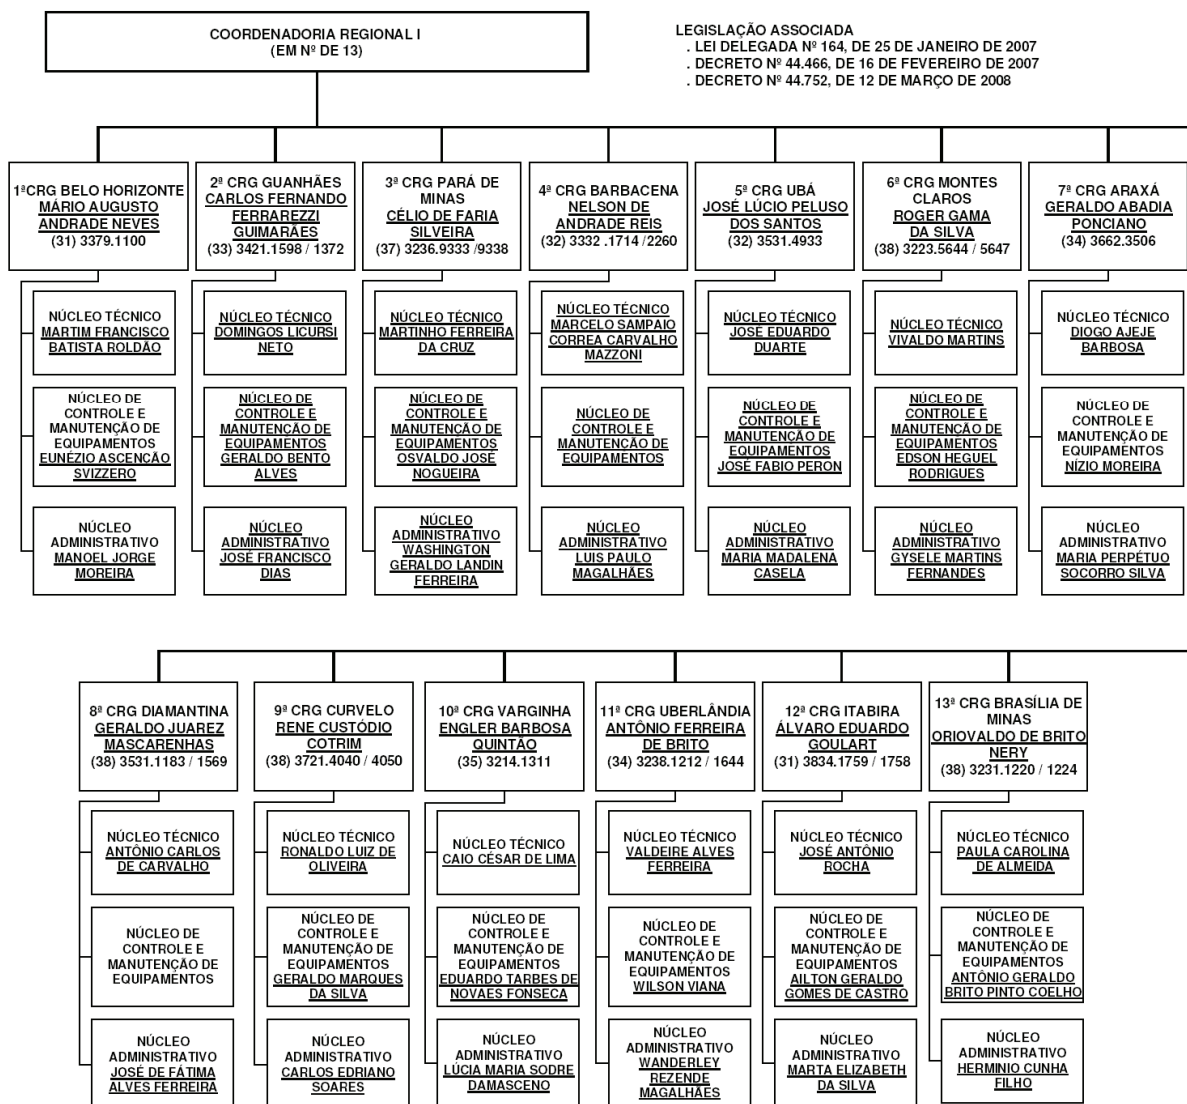 COORDENADORIA REGIONAL I
(EM Nº DE 13)
LEGISLAÇÃO ASSOCIADA
. LEI DELEGADA Nº 164, DE 25 DE JANEIRO DE 2007
. DECRETO Nº 44.466, DE 16 DE FEVEREIRO DE 2007
. DECRETO Nº 44.752, DE 12 DE MARÇO DE 2008
1ªCRG BELO HORIZONTE
MÁRIO AUGUSTO
ANDRADE NEVES
(31) 3379.1100
2ª CRG GUANHÃES
CARLOS FERNANDO
FERRAREZZI
GUIMARÃES
(33) 3421.1598 / 1372
3ª CRG PARÁ DE
MINAS
CÉLIO DE FARIA
SILVEIRA
(37) 3236.9333 /9338
4ª CRG BARBACENA
NELSON DE
ANDRADE REIS
(32) 3332 .1714 /2260
5ª CRG UBÁ
JOSÉ LÚCIO PELUSO
DOS SANTOS
(32) 3531.4933
6ª CRG MONTES
CLAROS
ROGER GAMA
DA SILVA
(38) 3223.5644 / 5647
7ª CRG ARAXÁ
GERALDO ABADIA
PONCIANO
(34) 3662.3506
NÚCLEO TÉCNICO
MARTIM FRANCISCO
BATISTA ROLDÃO
NÚCLEO TÉCNICO
DOMINGOS LICURSI
NETO
NÚCLEO TÉCNICO
MARTINHO FERREIRA
DA CRUZ
NÚCLEO TÉCNICO
MARCELO SAMPAIO
CORREA CARVALHO
MAZZONI
NÚCLEO TÉCNICO
JOSÉ EDUARDO
DUARTE
NÚCLEO TÉCNICO
VIVALDO MARTINS
NÚCLEO TÉCNICO
DIOGO AJEJE
BARBOSA
NÚCLEO DE
CONTROLE E
MANUTENÇÃO DE
EQUIPAMENTOS
EUNÉZIO ASCENCÃO
SVIZZERO
NÚCLEO DE
CONTROLE E
MANUTENÇÃO DE
EQUIPAMENTOS
GERALDO BENTO
ALVES
NÚCLEO DE
CONTROLE E
MANUTENÇÃO DE
EQUIPAMENTOS
OSVALDO JOSÉ
NOGUEIRA
NÚCLEO DE
CONTROLE E
MANUTENÇÃO DE
EQUIPAMENTOS
NÚCLEO DE
CONTROLE E
MANUTENÇÃO DE
EQUIPAMENTOS
JOSÉ FABIO PERON
NÚCLEO DE
CONTROLE E
MANUTENÇÃO DE
EQUIPAMENTOS
EDSON HEGUEL
RODRIGUES
NÚCLEO DE
CONTROLE E
MANUTENÇÃO DE
EQUIPAMENTOS
NÍZIO MOREIRA
NÚCLEO
ADMINISTRATIVO
MANOEL JORGE
MOREIRA
NÚCLEO
ADMINISTRATIVO
JOSÉ FRANCISCO
DIAS
NÚCLEO
ADMINISTRATIVO
WASHINGTON
GERALDO LANDIN
FERREIRA
NÚCLEO
ADMINISTRATIVO
LUIS PAULO
MAGALHÃES
NÚCLEO
ADMINISTRATIVO
MARIA MADALENA
CASELA
NÚCLEO
ADMINISTRATIVO
GYSELE MARTINS
FERNANDES
NÚCLEO
ADMINISTRATIVO
MARIA PERPÉTUO
SOCORRO SILVA
8ª CRG DIAMANTINA
GERALDO JUAREZ
MASCARENHAS
(38) 3531.1183 / 1569
9ª CRG CURVELO
RENE CUSTÓDIO
COTRIM
(38) 3721.4040 / 4050
10ª CRG VARGINHA
ENGLER BARBOSA
QUINTÃO
(35) 3214.1311
11ª CRG UBERLÂNDIA
ANTÔNIO FERREIRA
DE BRITO
(34) 3238.1212 / 1644
12ª CRG ITABIRA
ÁLVARO EDUARDO
GOULART
(31) 3834.1759 / 1758
13ª CRG BRASÍLIA DE
MINAS
ORIOVALDO DE BRITO
NERY
(38) 3231.1220 / 1224
NÚCLEO TÉCNICO
ANTÔNIO CARLOS
DE CARVALHO
NÚCLEO TÉCNICO
RONALDO LUIZ DE
OLIVEIRA
NÚCLEO TÉCNICO
CAIO CÉSAR DE LIMA
NÚCLEO TÉCNICO
VALDEIRE ALVES
FERREIRA
NÚCLEO TÉCNICO
JOSÉ ANTÔNIO
ROCHA
NÚCLEO TÉCNICO
PAULA CAROLINA
DE ALMEIDA
NÚCLEO DE
CONTROLE E
MANUTENÇÃO DE
EQUIPAMENTOS
NÚCLEO DE
CONTROLE E
MANUTENÇÃO DE
EQUIPAMENTOS
GERALDO MARQUES
DA SILVA
NÚCLEO DE
CONTROLE E
MANUTENÇÃO DE
EQUIPAMENTOS
EDUARDO TARBES DE
NOVAES FONSECA
NÚCLEO DE
CONTROLE E
MANUTENÇÃO DE
EQUIPAMENTOS
WILSON VIANA
NÚCLEO DE
CONTROLE E
MANUTENÇÃO DE
EQUIPAMENTOS
AILTON GERALDO
GOMES DE CASTRO
NÚCLEO DE
CONTROLE E
MANUTENÇÃO DE
EQUIPAMENTOS
ANTÔNIO GERALDO
BRITO PINTO COELHO
NÚCLEO
ADMINISTRATIVO
JOSÉ DE FÁTIMA
ALVES FERREIRA
NÚCLEO
ADMINISTRATIVO
CARLOS EDRIANO
SOARES
NÚCLEO
ADMINISTRATIVO
LÚCIA MARIA SODRE
DAMASCENO
NÚCLEO
ADMINISTRATIVO
WANDERLEY
REZENDE
MAGALHÃES
NÚCLEO
ADMINISTRATIVO
MARTA ELIZABETH
DA SILVA
NÚCLEO
ADMINISTRATIVO
HERMINIO CUNHA
FILHO